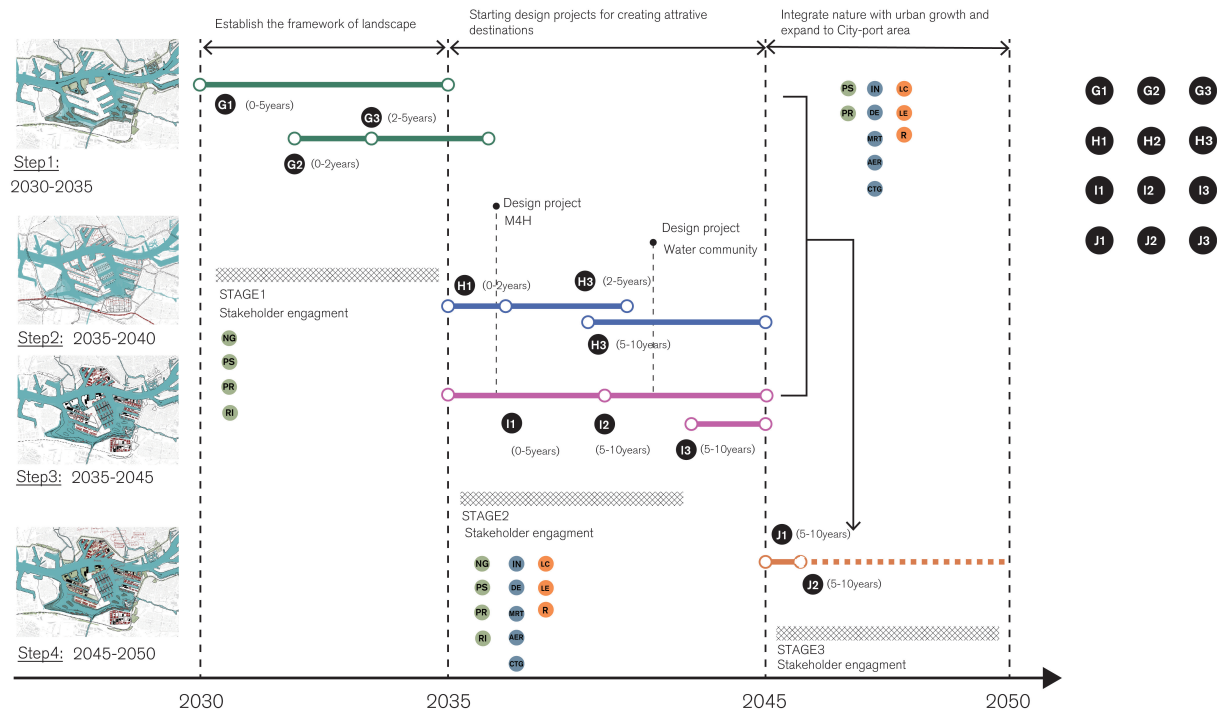 Establish the framework of landscape
Starting design projects for creating attrative
destinations
Integrate nature with urban growth and
expand to City-port area
G1 (0-5years)
G3 (2-5years)
G2 (0-2years)
Step1:
2030-2035
PS IN LC
PR DE LE
MRT R
AER
CTG
G1 G2 G3
H1 H2 H3
I1 I2 I3
J1 J2 J3
Design project
M4H
Design project
Water community
STAGE1
Stakeholder engagment
NG
PS
PR
RI
H1 (0-2years)
H3 (2-5years)
H3 (5-10years)
Step2: 2035-2040
I1
(0-5years)
I2
(5-10years)
I3 (5-10years)
Step3: 2035-2045
STAGE2
Stakeholder engagment
NG IN LC
PS DE LE
PR MRT R
RI AER
CTG
J1 (5-10years)
J2 (5-10years)
STAGE3
Stakeholder engagment
Step4: 2045-2050
2030 2035 2045 2050